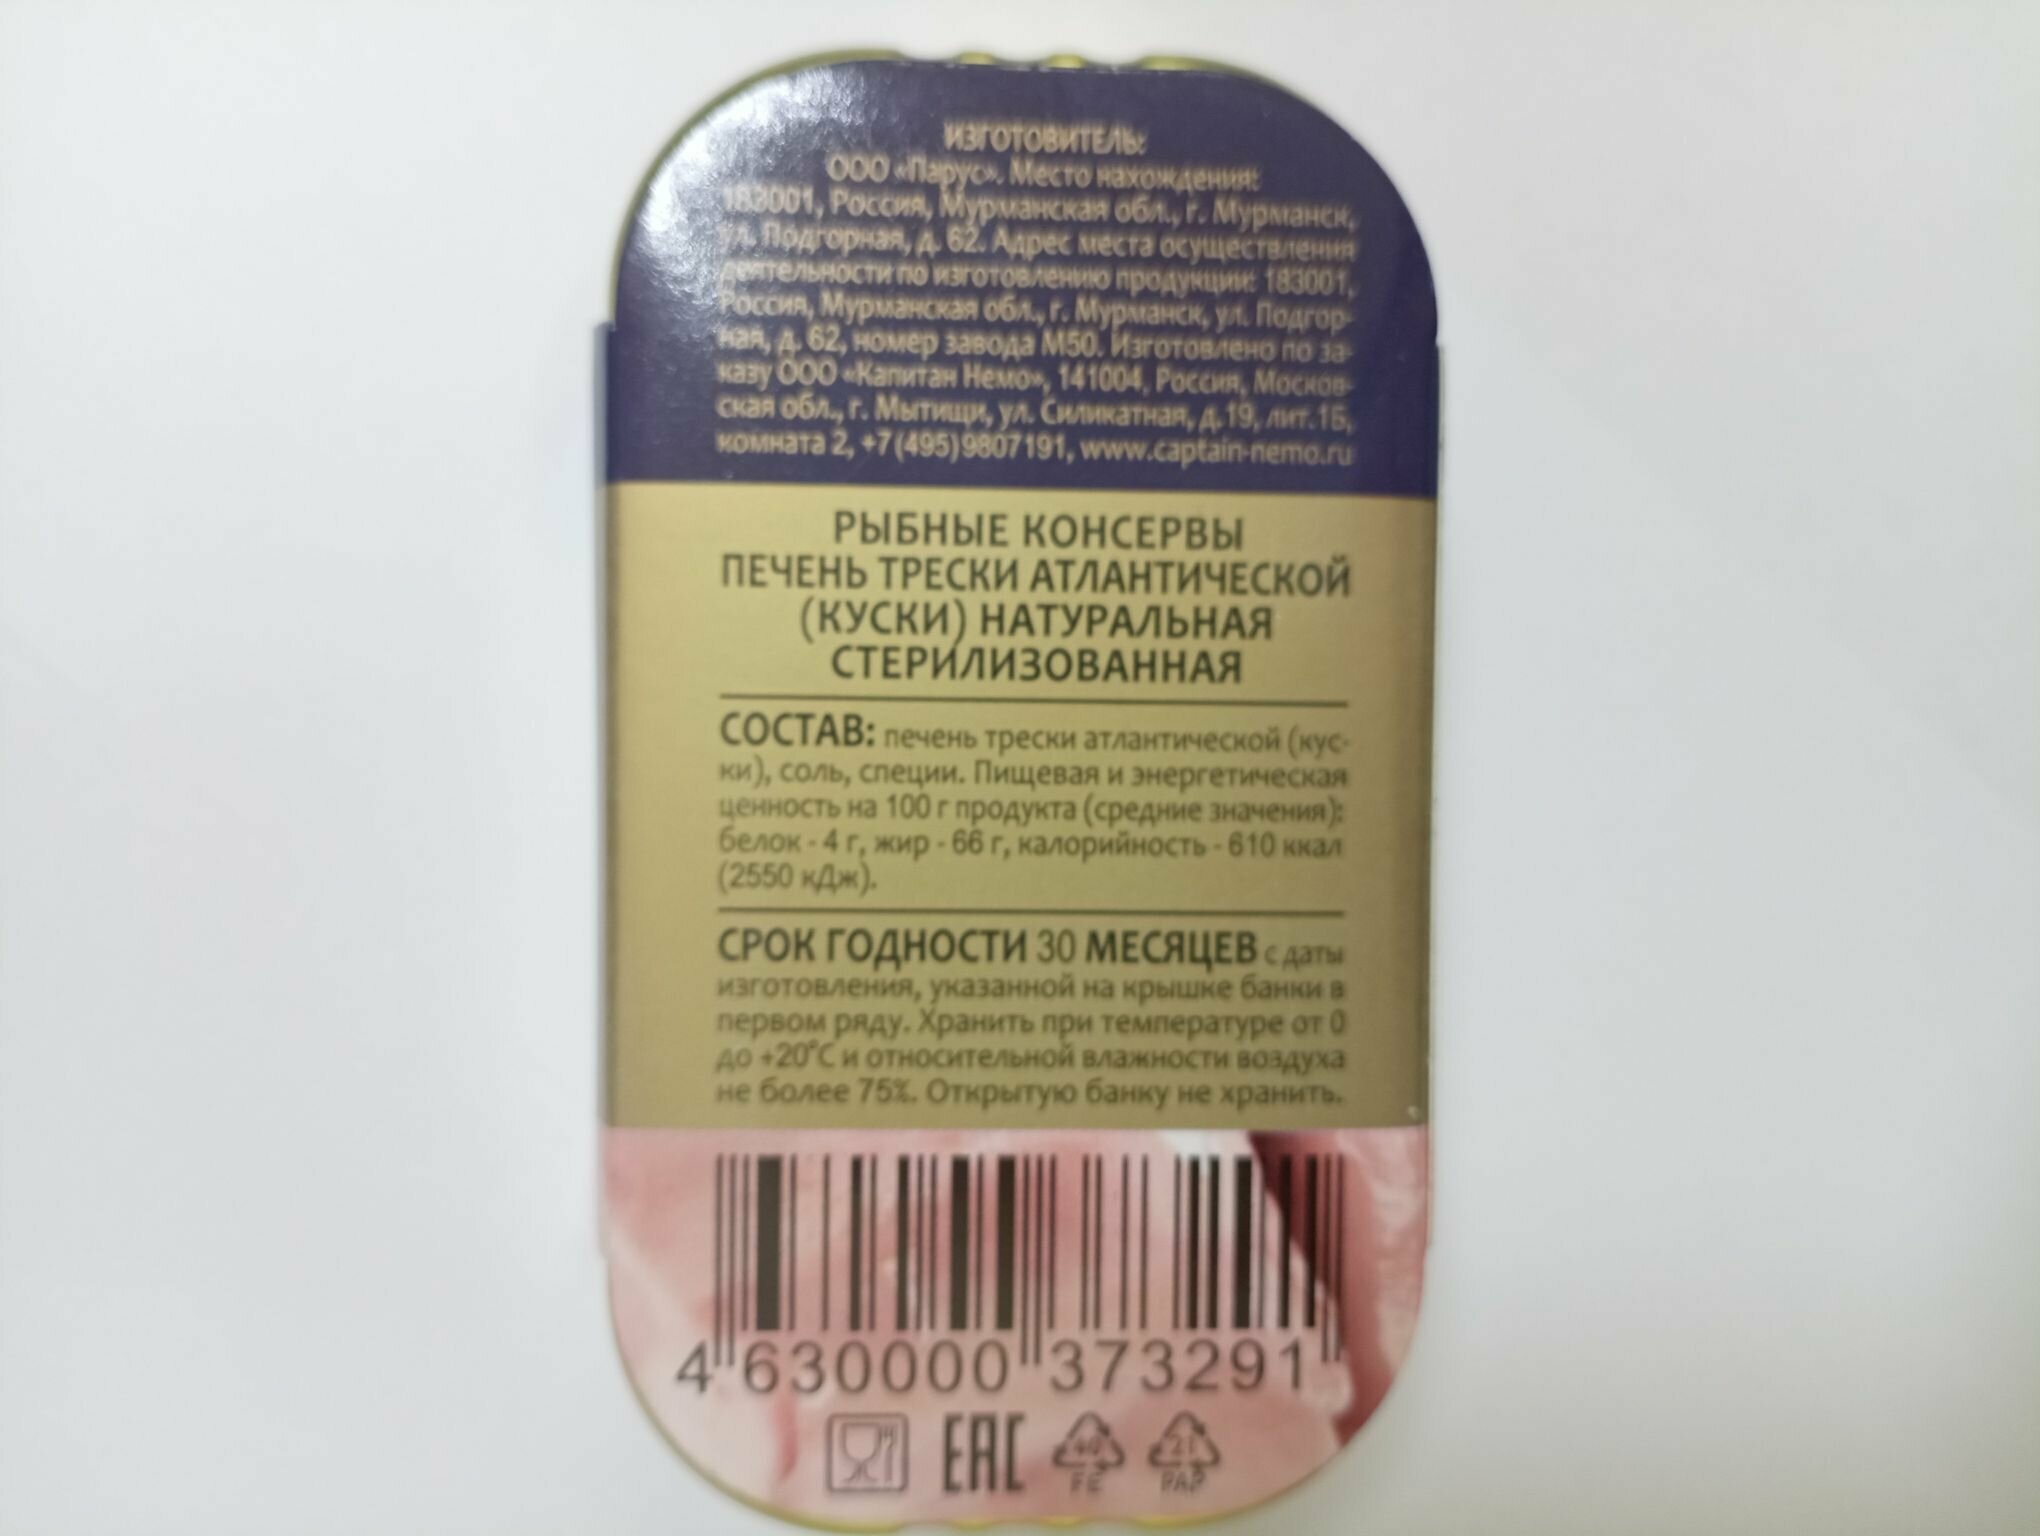 ИЗГОТОВИТЕЛЬ:
ООО «Парус». Место нахождения:
183001, Россия, Мурманская обл., г. Мурманск,
ул. Подгорная, д. 62. Адрес места осуществления
деятельности по изготовлению продукции: 183001,
Россия, Мурманская обл., г. Мурманск, ул. Подгор-
ная, д. 62, номер завода М50. Изготовлено по за-
казу ООО «Капитан Немо», 141004, Россия, Москов-
ская обл., г. Мытищи, ул. Силикатная, д.19, лит.1Б,
комната 2, +7(495)9807191, www.captain-nemo.ru
РЫБНЫЕ КОНСЕРВЫ
ПЕЧЕНЬ ТРЕСКИ АТЛАНТИЧЕСКОЙ
(КУСКИ) НАТУРАЛЬНАЯ
СТЕРИЛИЗОВАННАЯ
СОСТАВ: печень трески атлантической (кус-
ки), соль, специи. Пищевая и энергетическая
ценность на 100 г продукта (средние значения):
белок - 4 г, жир - 66 г, калорийность - 610 ккал
(2550 кДж).
СРОК ГОДНОСТИ 30 МЕСЯЦЕВ с даты
изготовления, указанной на крышке банки в
первом ряду. Хранить при температуре от 0
до +20°С и относительной влажности воздуха
не более 75%. Открытую банку не хранить.
4 630000 373291
ЕАС 40 21
FE PAP